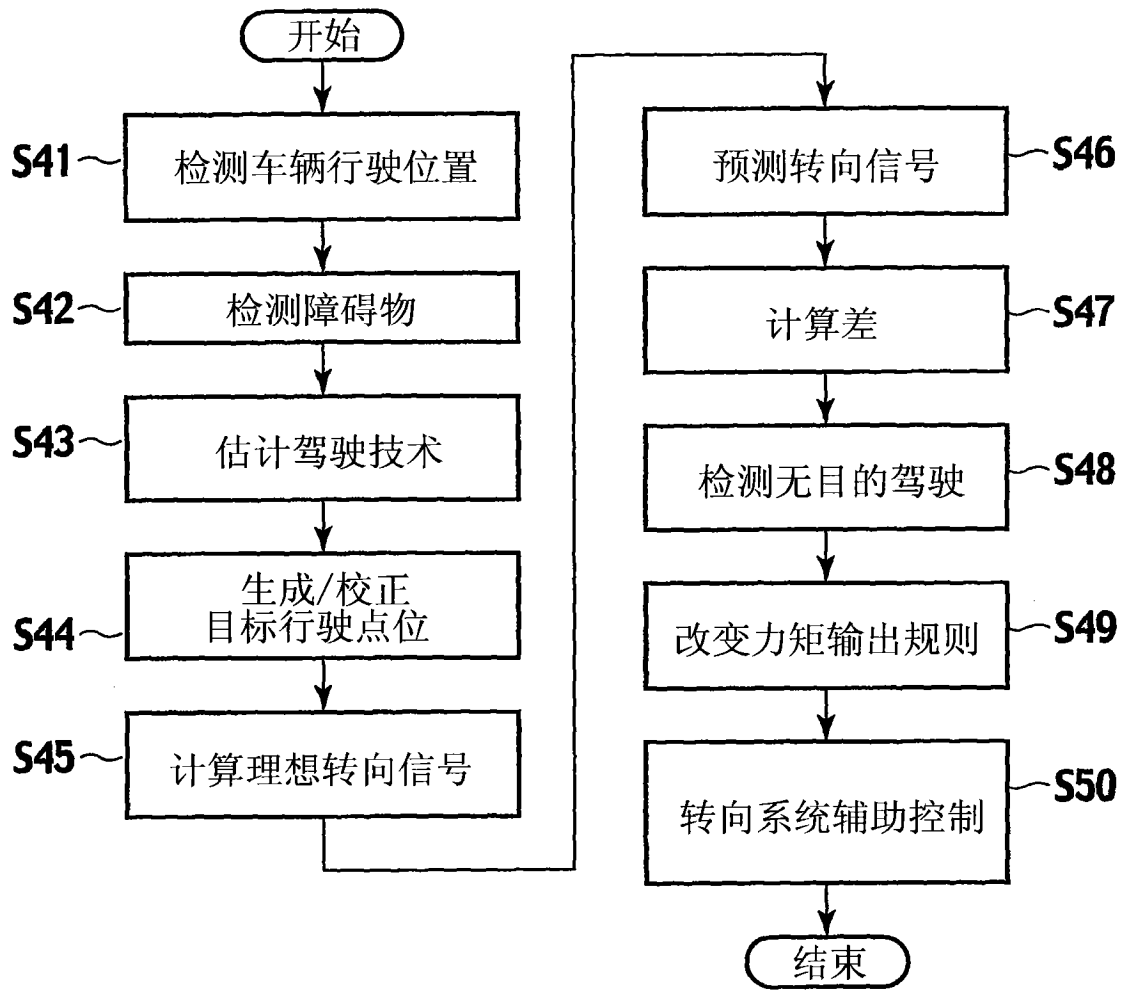 开始
S41
检测车辆行驶位置
S42
检测障碍物
S43
估计驾驶技术
S44
生成/校正
目标行驶点位
S45
计算理想转向信号
S46
预测转向信号
S47
计算差
S48
检测无目的驾驶
S49
改变力矩输出规则
S50
转向系统辅助控制
结束